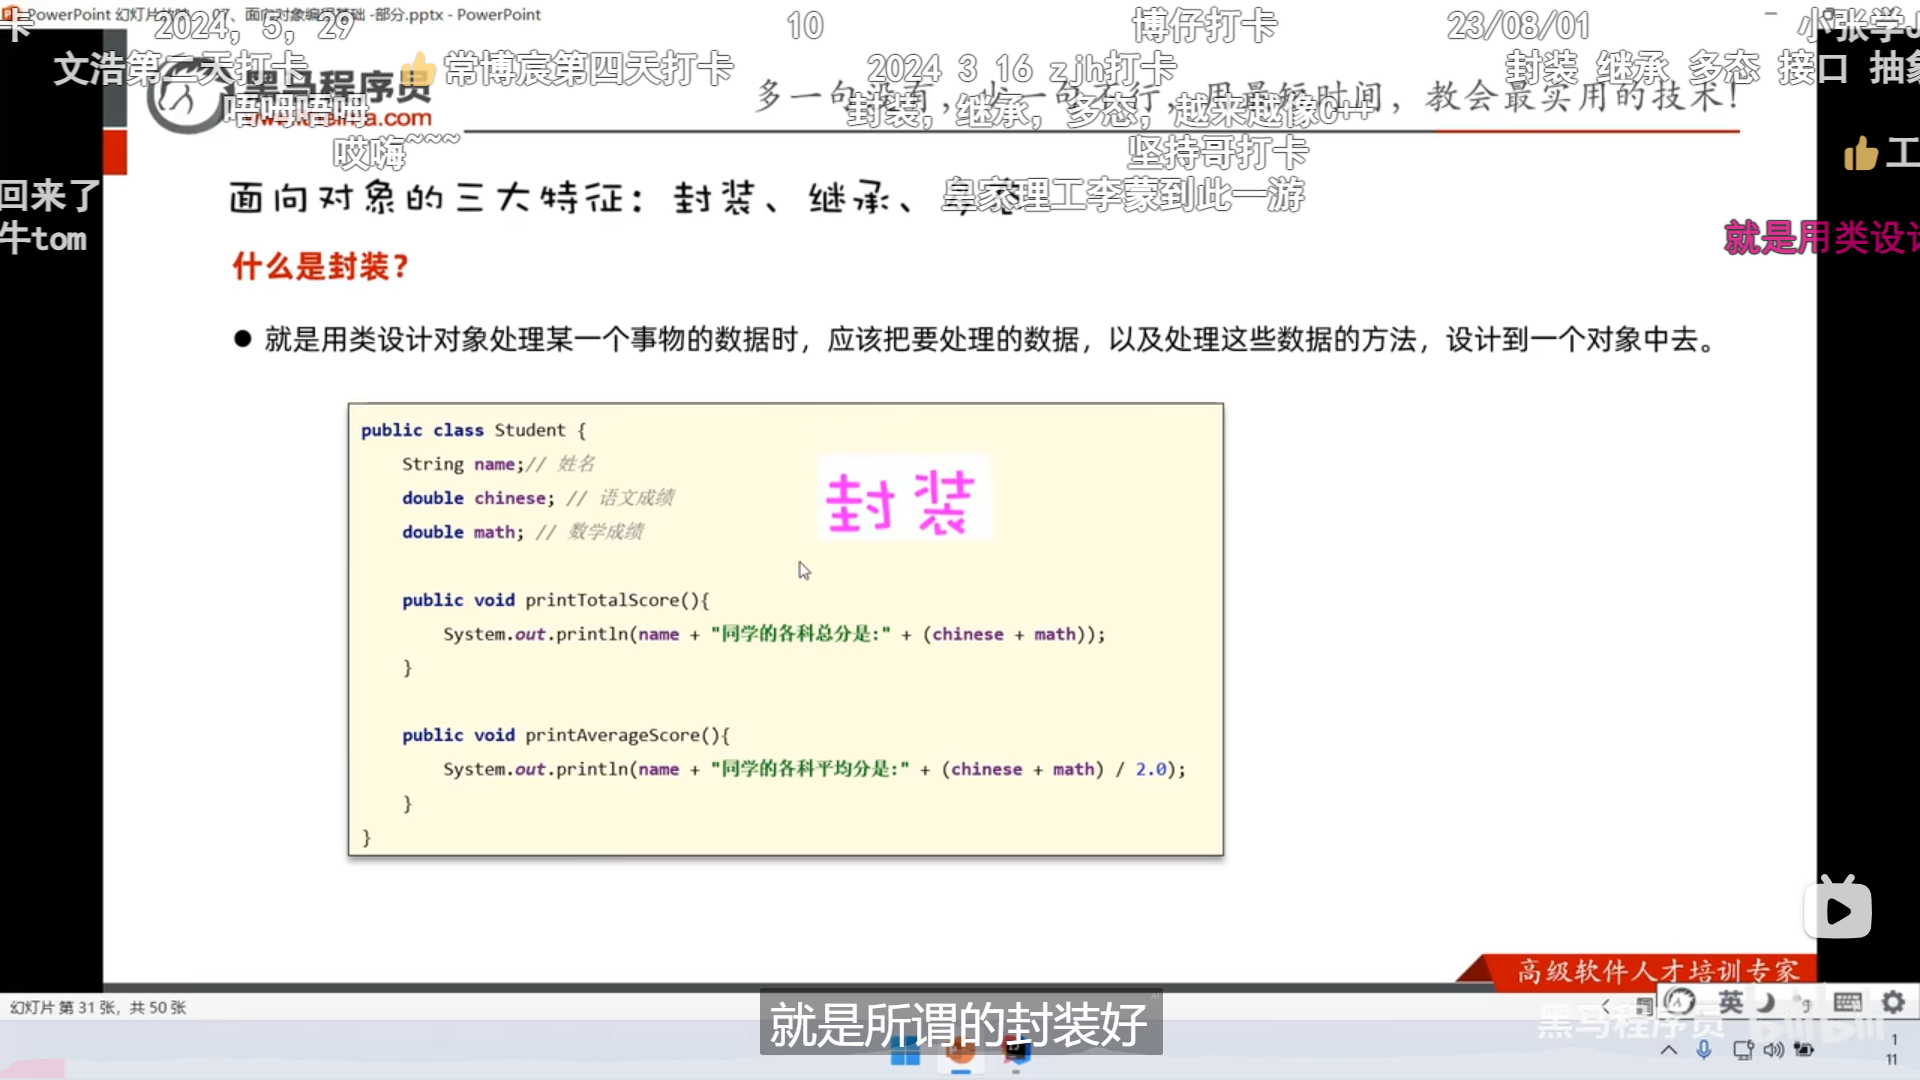 PowerPoint 幻灯片放映 - 07、面向对象编程基础 -部分.pptx - PowerPoint
卡
2024, 5, 29
10
博仔打卡
23/08/01
小张学J
文浩第二天打卡
常博宸第四天打卡
2024 3 16 zjh打卡
封装 继承 多态 接口 抽象
黑马程序员
多一句没有，少一句不行，用最短时间，教会最实用的技术！
唔呣唔呣
封装，继承，多态，越来越像C++
哎嗨~~~
坚持哥打卡
工
回来了
面向对象的三大特征：封装、继承、多态
皇家理工李蒙到此一游
牛tom
就是用类设计
什么是封装？
● 就是用类设计对象处理某一个事物的数据时，应该把要处理的数据，以及处理这些数据的方法，设计到一个对象中去。
public class Student {
String name;// 姓名
double chinese; // 语文成绩
double math; // 数学成绩
封装
public void printTotalScore(){
System.out.println(name + "同学的各科总分是:" + (chinese + math));
}
public void printAverageScore(){
System.out.println(name + "同学的各科平均分是:" + (chinese + math) / 2.0);
}
}
高级软件人才培训专家
幻灯片 第 31 张，共 50 张
就是所谓的封装好
英
黑马程序员 bilibili
1
11